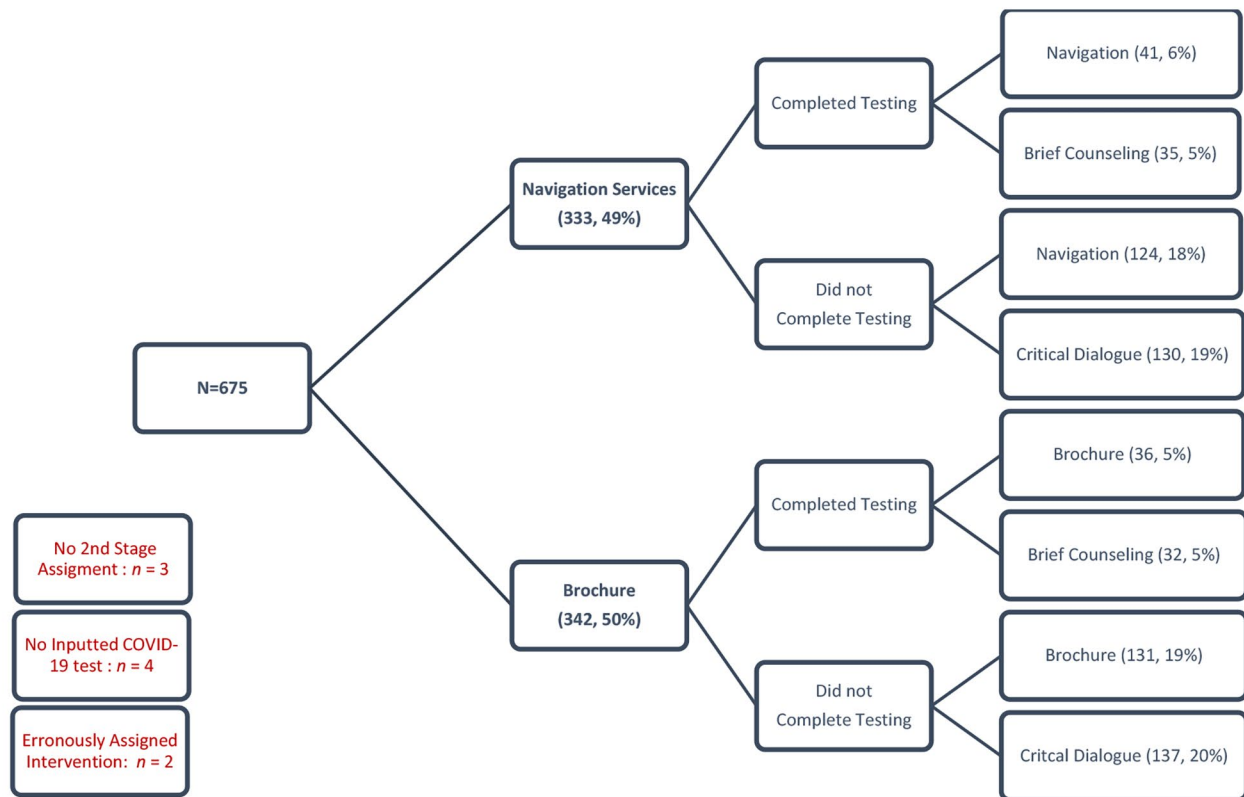 N=675
Navigation Services
(333, 49%)
Brochure
(342, 50%)
Completed Testing
Did not
Complete Testing
Completed Testing
Did not
Complete Testing
Navigation (41, 6%)
Brief Counseling (35, 5%)
Navigation (124, 18%)
Critical Dialogue (130, 19%)
Brochure (36, 5%)
Brief Counseling (32, 5%)
Brochure (131, 19%)
Critcal Dialogue (137, 20%)
No 2nd Stage
Assigment : n = 3
No Inputted COVID-
19 test : n = 4
Erronously Assigned
Intervention: n = 2